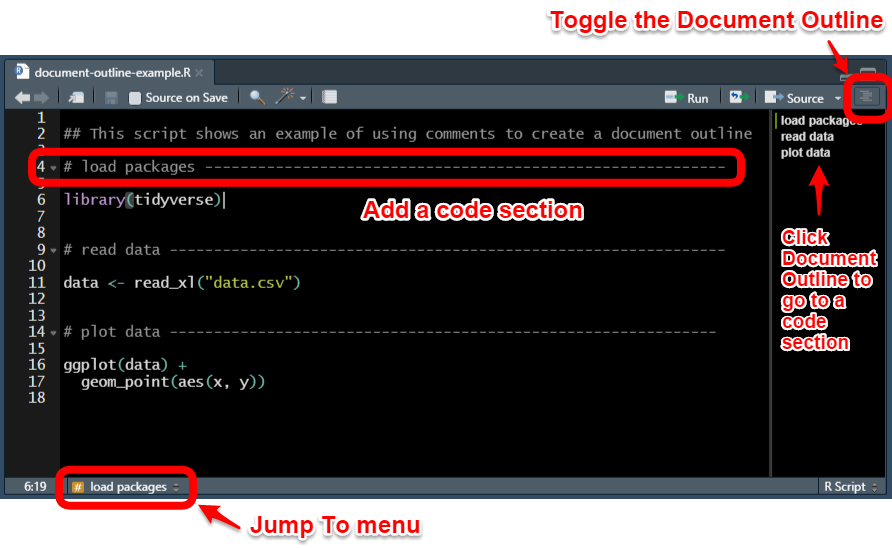 Toggle the Document Outline
document-outline-example.R
Source on Save
Run
Source
1
2 ## This script shows an example of using comments to create a document outline
3
4 # load packages -----------------------------------------------------------
5
6 library(tidyverse)
7
8
9 # read data ---------------------------------------------------------------
10
11 data <- read_xl("data.csv")
12
13
14 # plot data --------------------------------------------------------------
15
16 ggplot(data) +
17 geom_point(aes(x, y))
18
Add a code section
load packages
read data
plot data
Click
Document
Outline to
go to a
code
section
6:19
# load packages
R Script
Jump To menu